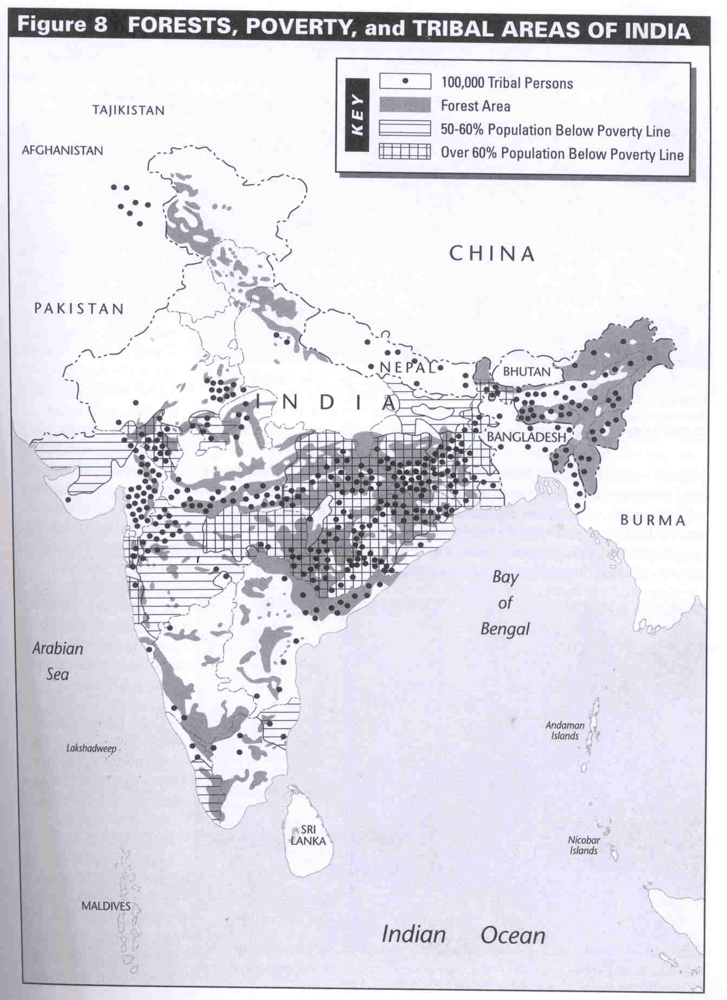 Figure 8 FORESTS, POVERTY, and TRIBAL AREAS OF INDIA
KEY
100,000 Tribal Persons
Forest Area
50-60% Population Below Poverty Line
Over 60% Population Below Poverty Line
TAJIKISTAN
AFGHANISTAN
CHINA
PAKISTAN
NEPAL
BHUTAN
INDIA
BANGLADESH
BURMA
Bay
of
Bengal
Arabian
Sea
Andaman
Islands
Lakshadweep
SRI
LANKA
Nicobar
Islands
MALDIVES
Indian Ocean